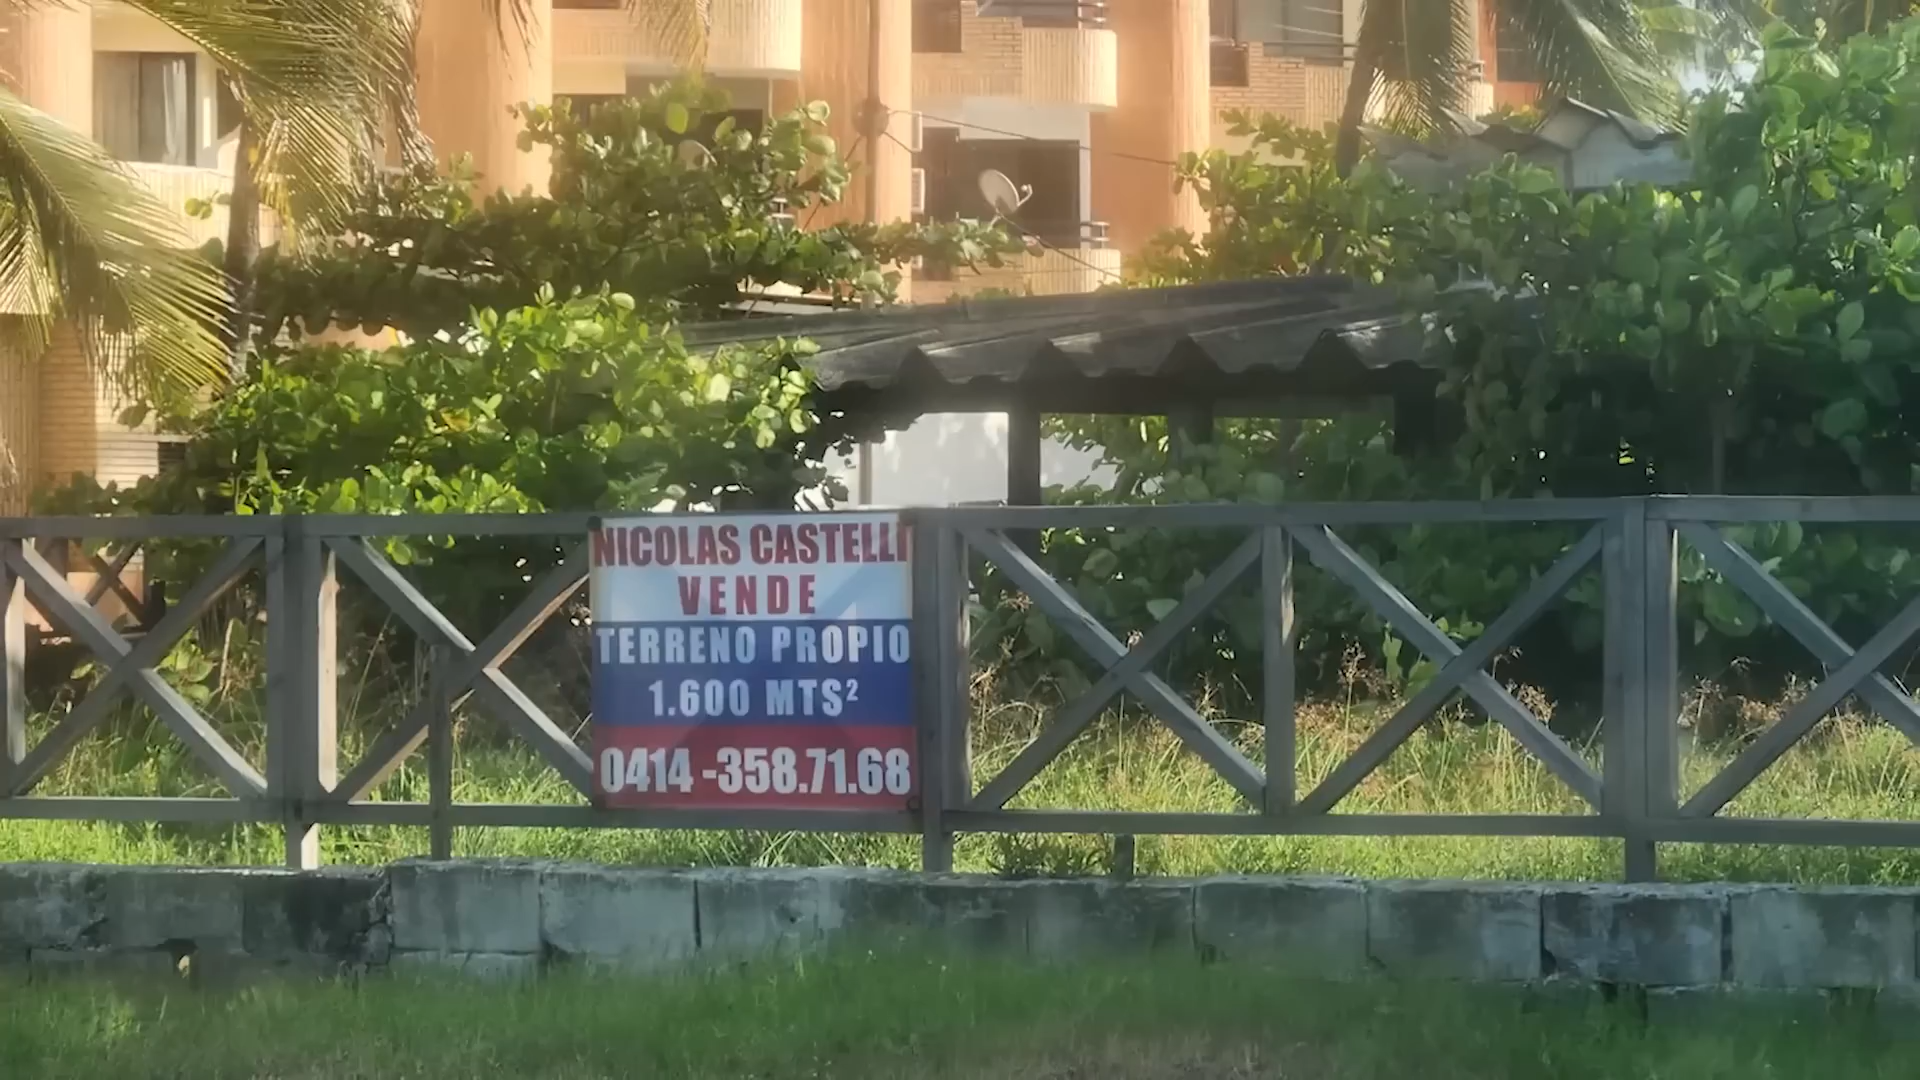 NICOLAS CASTELLI
VENDE
TERRENO PROPIO
1.600 MTS²
0414-358.71.68